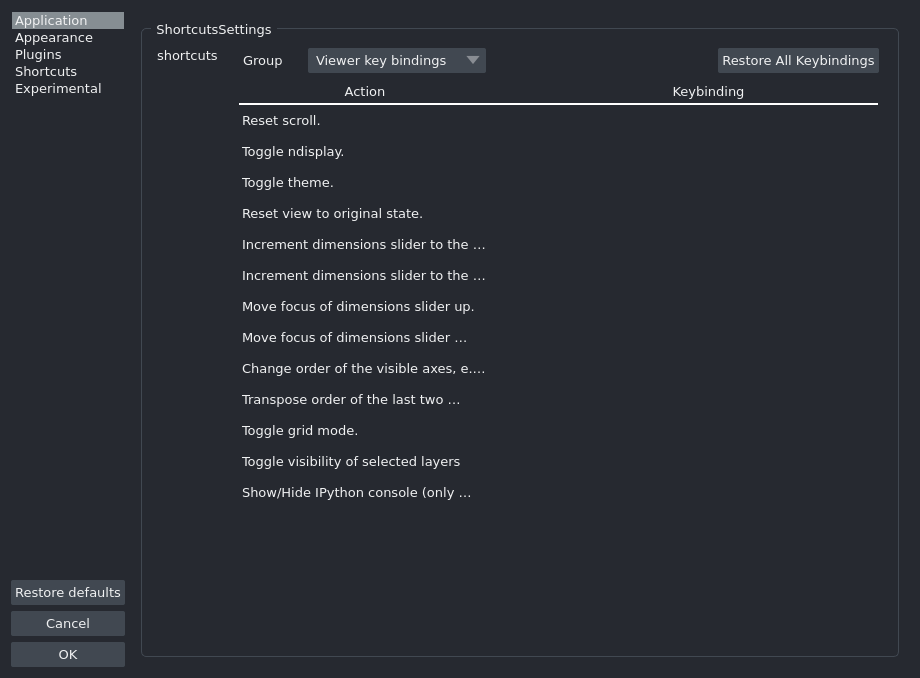 Application
Appearance
Plugins
Shortcuts
Experimental
ShortcutsSettings
shortcuts
Group
Viewer key bindings
Restore All Keybindings
Action
Keybinding
Reset scroll.
Toggle ndisplay.
Toggle theme.
Reset view to original state.
Increment dimensions slider to the …
Increment dimensions slider to the …
Move focus of dimensions slider up.
Move focus of dimensions slider …
Change order of the visible axes, e.…
Transpose order of the last two …
Toggle grid mode.
Toggle visibility of selected layers
Show/Hide IPython console (only …
Restore defaults
Cancel
OK